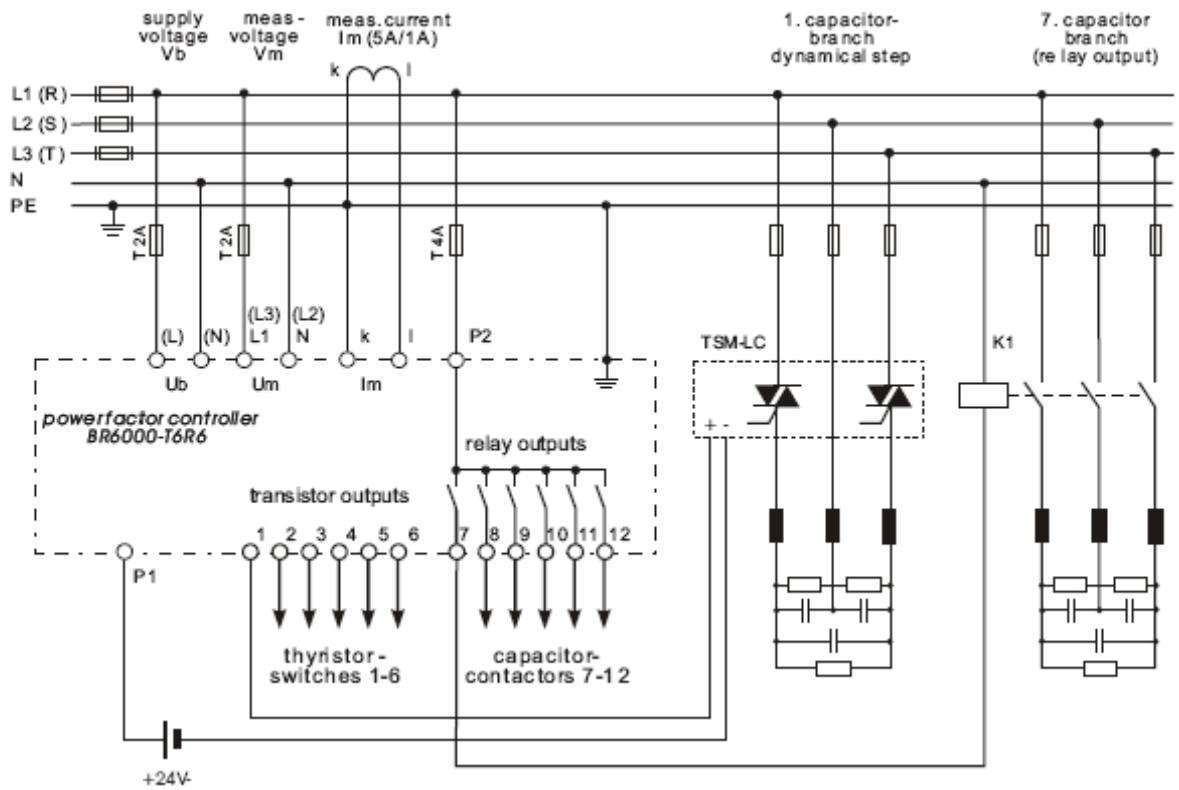 supply
voltage
Vb
meas-
voltage
Vm
meas.current
Im (5A/1A)
1. capacitor-
branch
dynamical step
7. capacitor
branch
(relay output)
k l
L1 (R)
L2 (S)
L3 (T)
N
PE
T2A
T2A
T4A
(L)
(N)
(L3)
L1
(L2)
N
k
l
P2
TSM-LC
K1
Ub
Um
Im
powerfactor controller
BR6000-T6R6
+ -
relay outputs
transistor outputs
1 2 3 4 5 6 7 8 9 10 11 12
P1
thyristor-
switches 1-6
capacitor-
contactors 7-12
+24V-